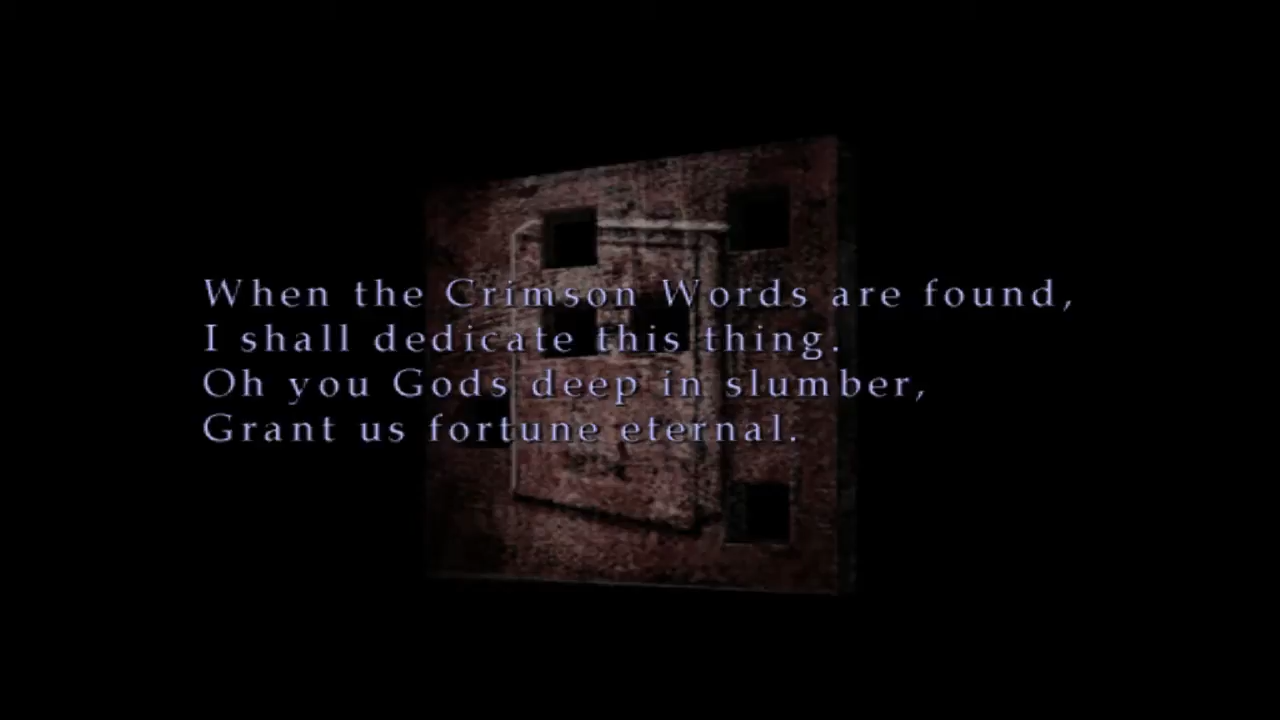 When the Crimson Words are found,
I shall dedicate this thing.
Oh you Gods deep in slumber,
Grant us fortune eternal.